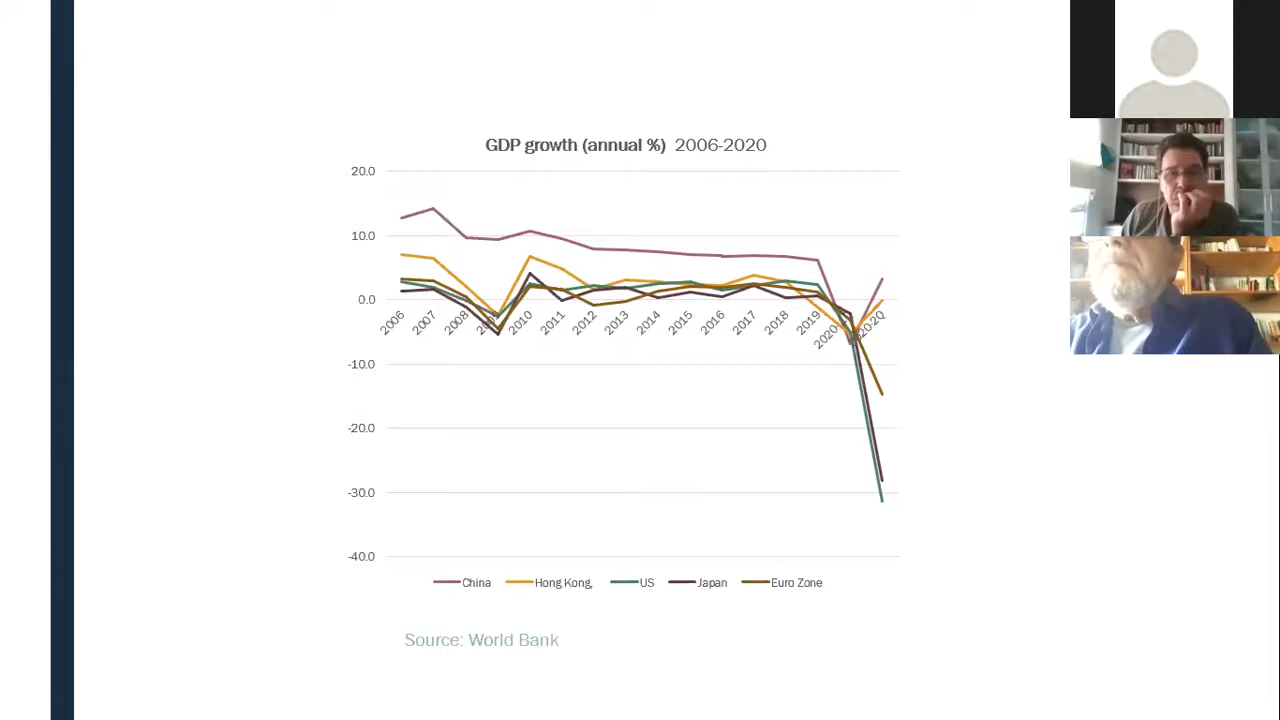 GDP growth (annual %) 2006-2020
20.0
10.0
0.0
-10.0
-20.0
-30.0
-40.0
2006 2007 2008 2009 2010 2011 2012 2013 2014 2015 2016 2017 2018 2019
China Hong Kong, US Japan Euro Zone
Source: World Bank